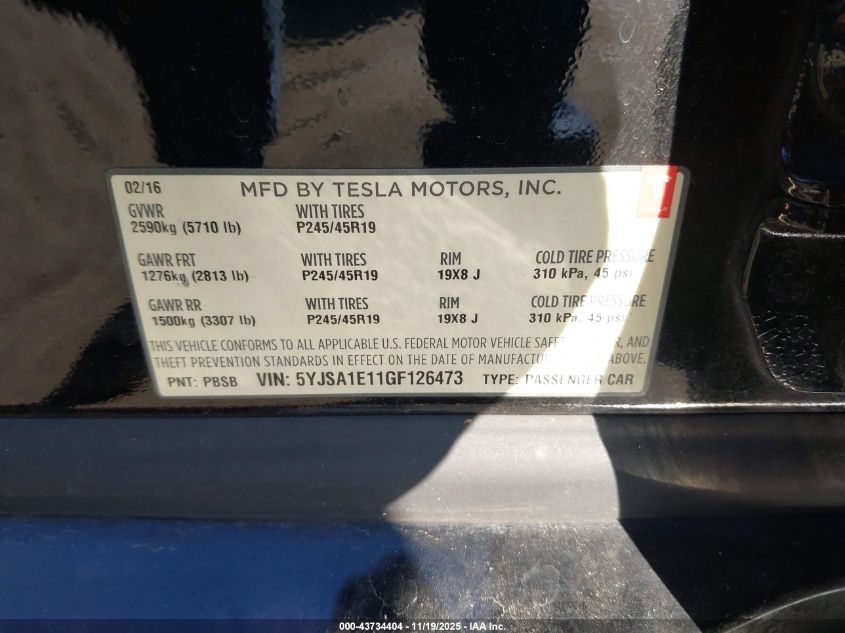 02/16 MFD BY TESLA MOTORS, INC.
GVWR WITH TIRES
2590kg (5710 lb) P245/45R19
GAWR FRT WITH TIRES RIM COLD TIRE PRESSURE
1276kg (2813 lb) P245/45R19 19X8 J 310 kPa, 45 psi
GAWR RR WITH TIRES RIM COLD TIRE PRESSURE
1500kg (3307 lb) P245/45R19 19X8 J 310 kPa, 45 psi
THIS VEHICLE CONFORMS TO ALL APPLICABLE U.S. FEDERAL MOTOR VEHICLE SAFETY, BUMPER, AND
THEFT PREVENTION STANDARDS IN EFFECT ON THE DATE OF MANUFACTURE SHOWN ABOVE.
PNT: PBSB VIN: 5YJSA1E11GF126473 TYPE: PASSENGER CAR
000-43734404 - 11/19/2025 - IAA Inc.